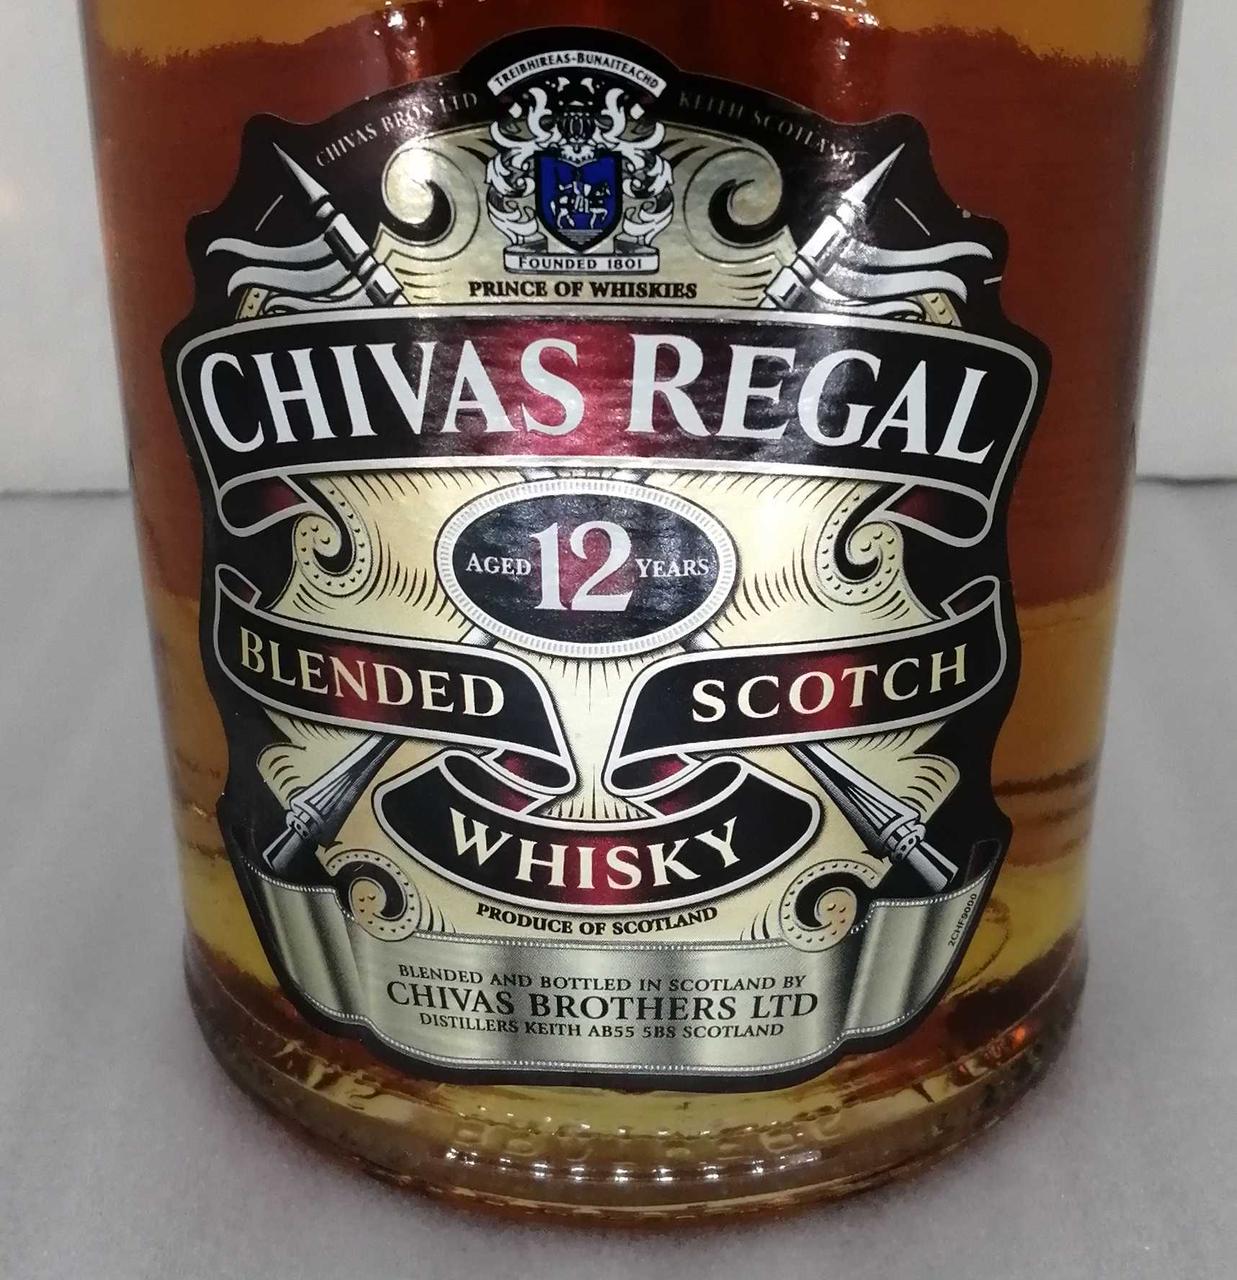 TREIBHIREAS-BUNAITEACHD
CHIVAS BROS LTD
KEITH SCOTLAND
FOUNDED 1801
PRINCE OF WHISKIES
CHIVAS REGAL
AGED 12 YEARS
BLENDED SCOTCH
WHISKY
PRODUCE OF SCOTLAND
2CHF9000
BLENDED AND BOTTLED IN SCOTLAND BY
CHIVAS BROTHERS LTD
DISTILLERS KEITH AB55 5BS SCOTLAND